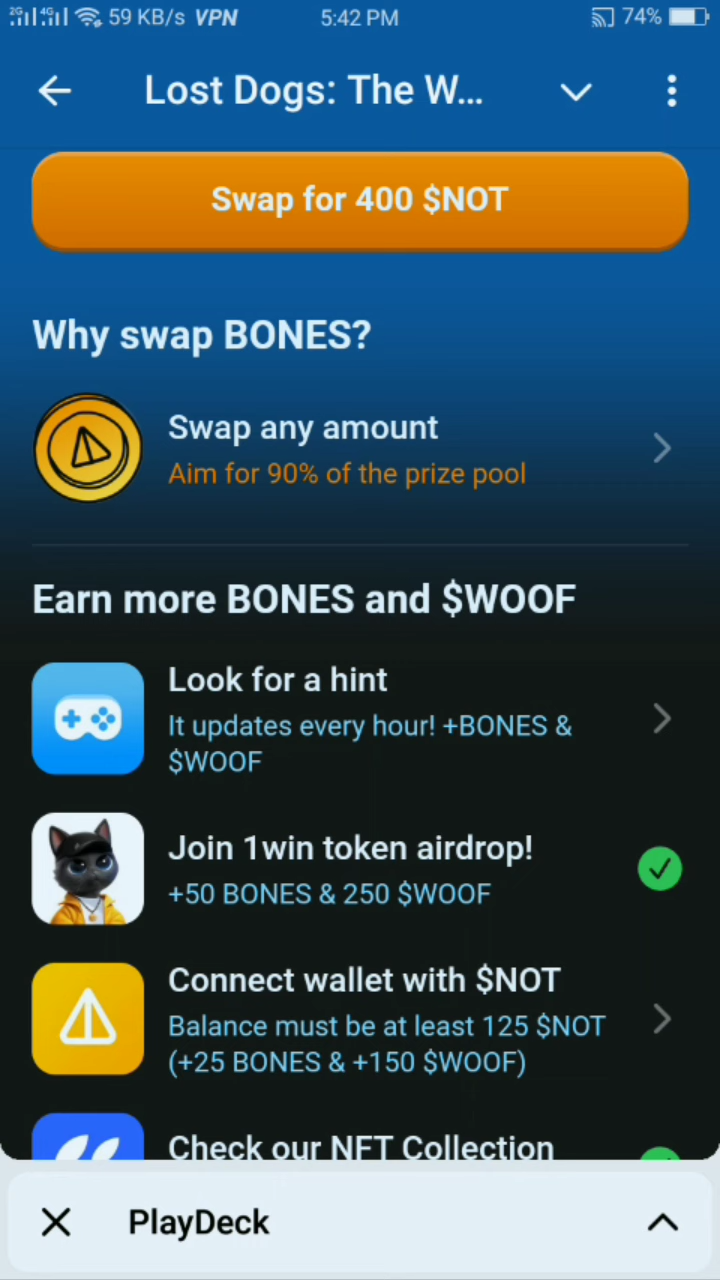 2G 4G 59 KB/s VPN 5:42 PM 74%
Lost Dogs: The W...
Swap for 400 $NOT
Why swap BONES?
Swap any amount
Aim for 90% of the prize pool
Earn more BONES and $WOOF
Look for a hint
It updates every hour! +BONES &
$WOOF
Join 1win token airdrop!
+50 BONES & 250 $WOOF
Connect wallet with $NOT
Balance must be at least 125 $NOT
(+25 BONES & +150 $WOOF)
Check our NFT Collection
PlayDeck